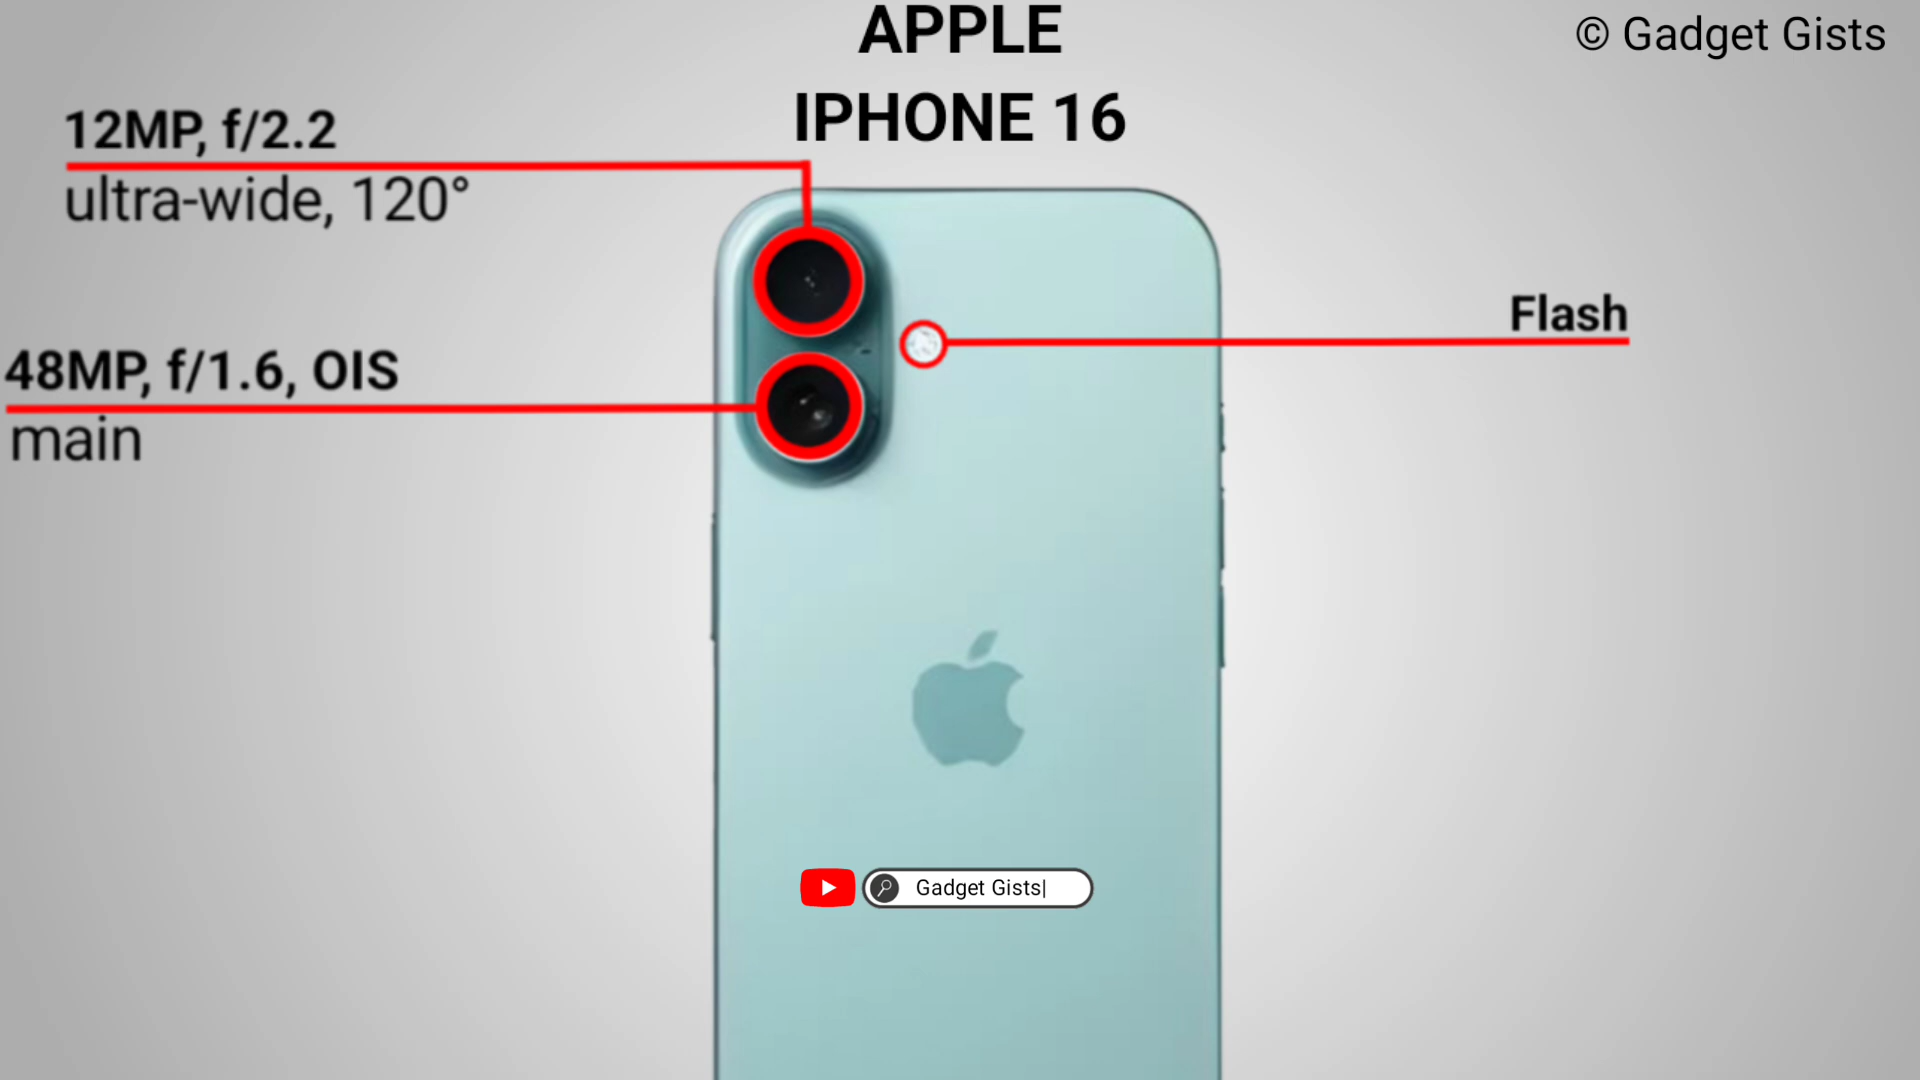 APPLE
IPHONE 16
© Gadget Gists
12MP, f/2.2
ultra-wide, 120°
Flash
48MP, f/1.6, OIS
main
Gadget Gists|